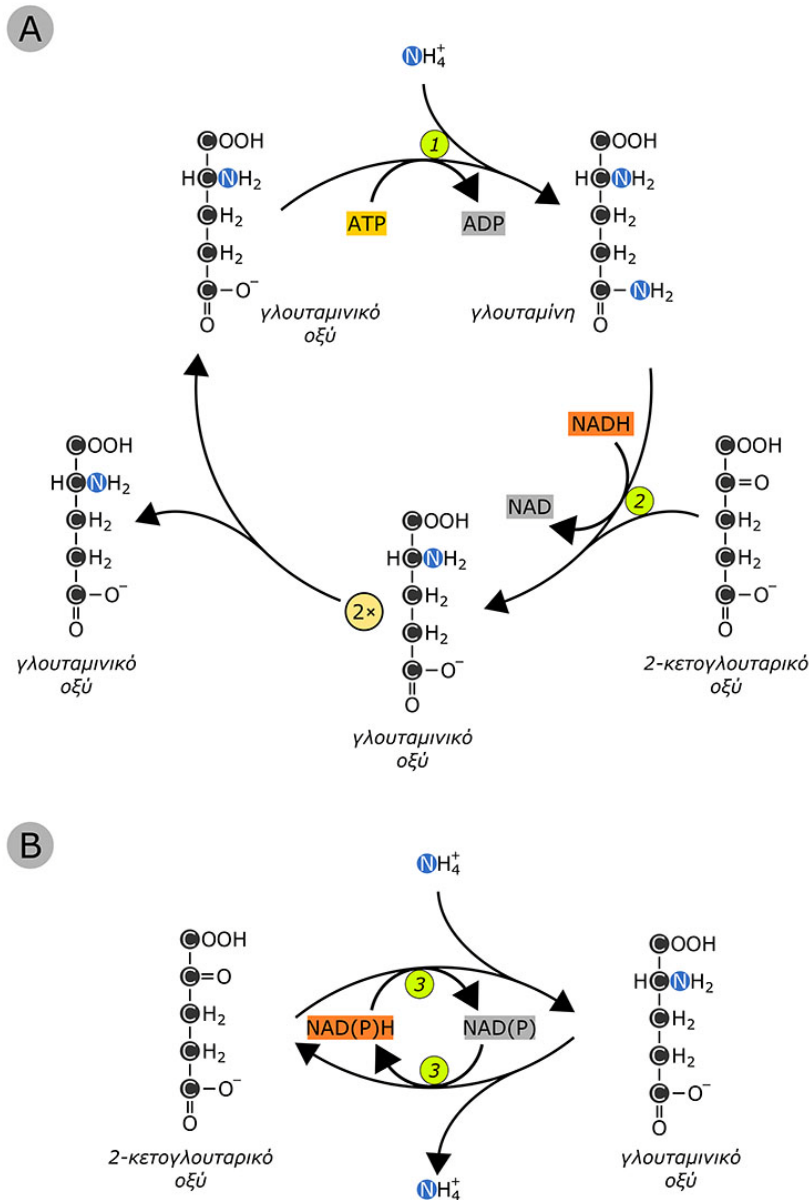 A
NH₄⁺
COOH
HCNH₂
CH₂
CH₂
C–O⁻
O
γλουταμινικό
οξύ
1
ATP
ADP
COOH
HCNH₂
CH₂
CH₂
C–NH₂
O
γλουταμίνη
NADH
NAD
2
COOH
C=O
CH₂
CH₂
C–O⁻
O
2-κετογλουταρικό
οξύ
COOH
HCNH₂
CH₂
CH₂
C–O⁻
O
γλουταμινικό
οξύ
2×
COOH
HCNH₂
CH₂
CH₂
C–O⁻
O
γλουταμινικό
οξύ
B
NH₄⁺
COOH
C=O
CH₂
CH₂
C–O⁻
O
2-κετογλουταρικό
οξύ
3
NAD(P)H
NAD(P)
3
NH₄⁺
COOH
HCNH₂
CH₂
CH₂
C–O⁻
O
γλουταμινικό
οξύ